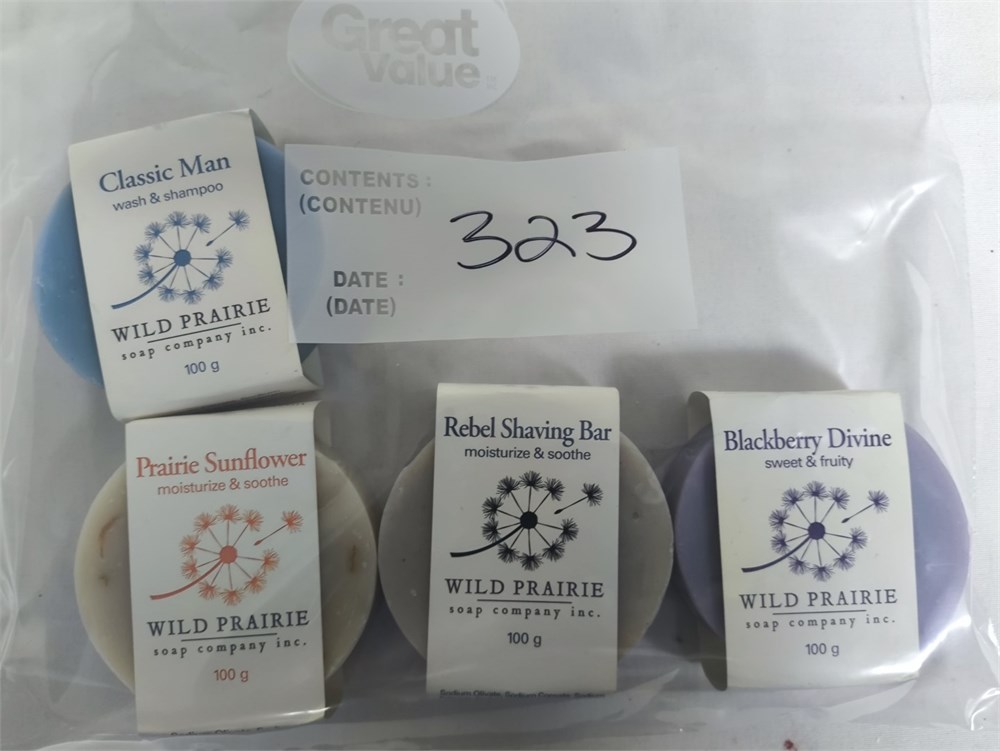 Great
Value
CONTENTS :
(CONTENU)
323
DATE :
(DATE)
Classic Man
wash & shampoo
WILD PRAIRIE
soap company inc.
100 g
Prairie Sunflower
moisturize & soothe
WILD PRAIRIE
soap company inc.
100 g
Rebel Shaving Bar
moisturize & soothe
WILD PRAIRIE
soap company inc.
100 g
Blackberry Divine
sweet & fruity
WILD PRAIRIE
soap company inc.
100 g